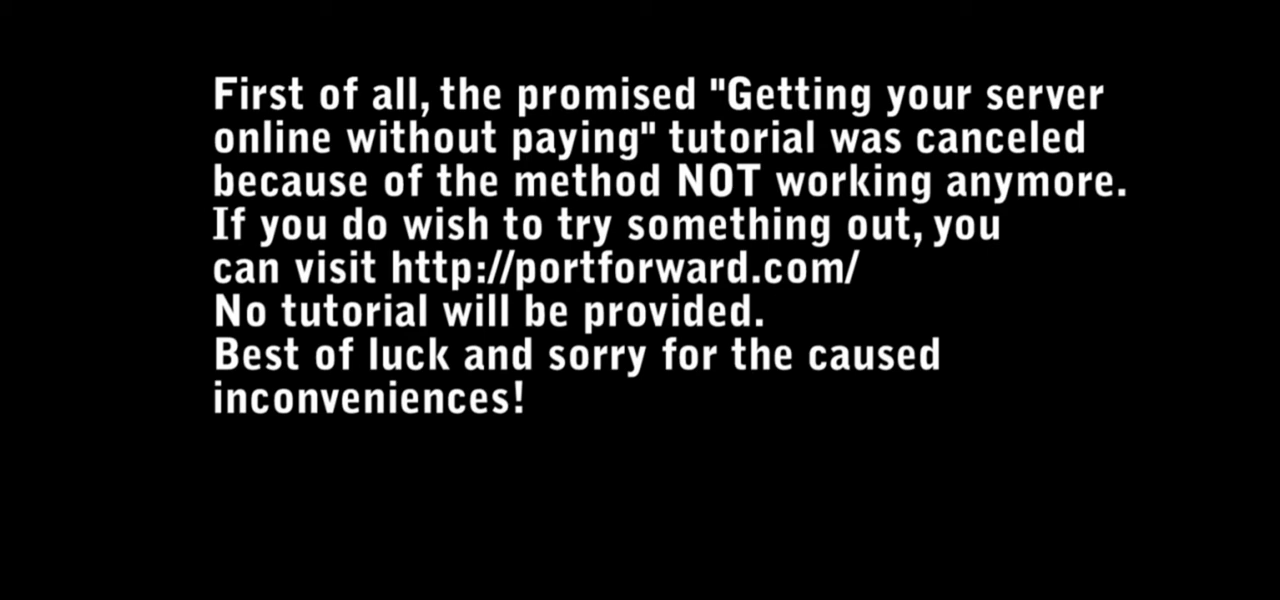 First of all, the promised "Getting your server
online without paying" tutorial was canceled
because of the method NOT working anymore.
If you do wish to try something out, you
can visit http://portforward.com/
No tutorial will be provided.
Best of luck and sorry for the caused
inconveniences!